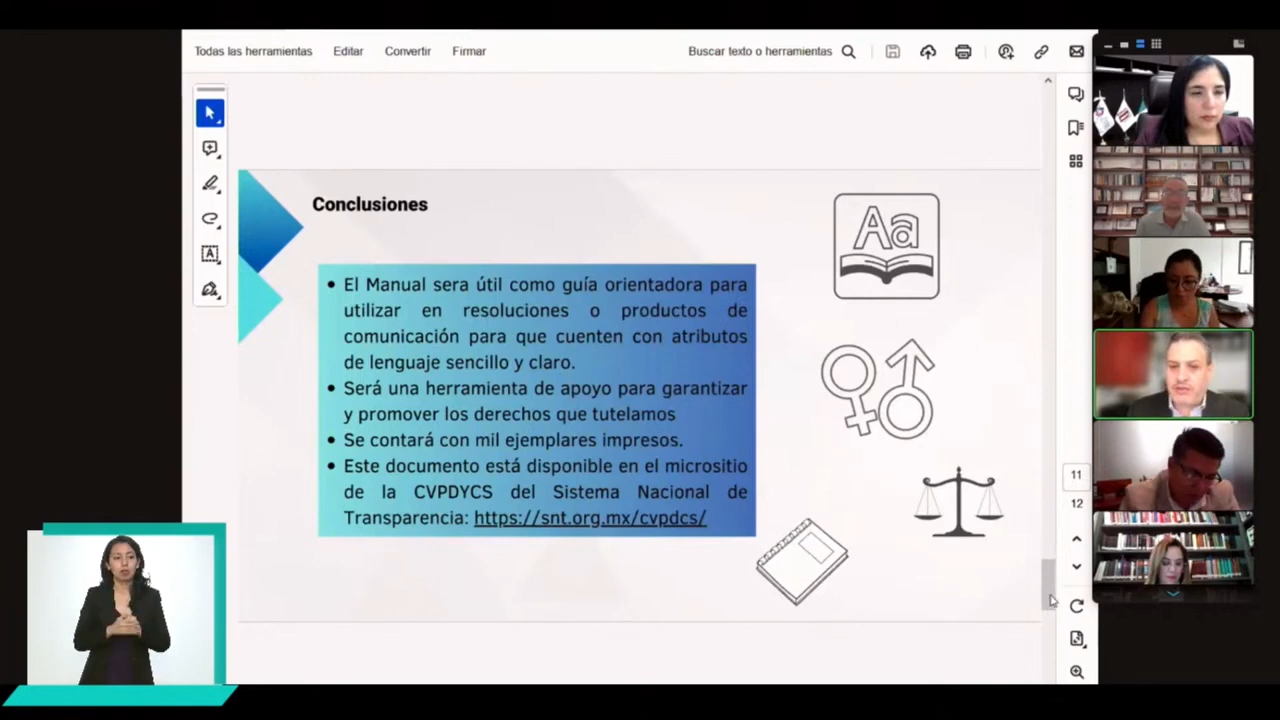 Todas las herramientas Editar Convertir Firmar Buscar texto o herramientas
Conclusiones
Aa
• El Manual sera útil como guía orientadora para
utilizar en resoluciones o productos de
comunicación para que cuenten con atributos
de lenguaje sencillo y claro.
• Será una herramienta de apoyo para garantizar
y promover los derechos que tutelamos
• Se contará con mil ejemplares impresos.
• Este documento está disponible en el micrositio
de la CVPDYCS del Sistema Nacional de
Transparencia: https://snt.org.mx/cvpdcs/
11
12